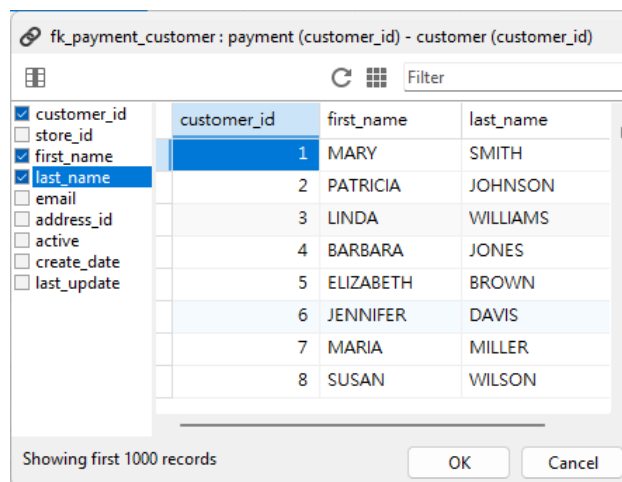 fk_payment_customer : payment (customer_id) - customer (customer_id)
Filter
customer_id
store_id
first_name
last_name
email
address_id
active
create_date
last_update
customer_id first_name last_name
1 MARY SMITH
2 PATRICIA JOHNSON
3 LINDA WILLIAMS
4 BARBARA JONES
5 ELIZABETH BROWN
6 JENNIFER DAVIS
7 MARIA MILLER
8 SUSAN WILSON
Showing first 1000 records
OK Cancel